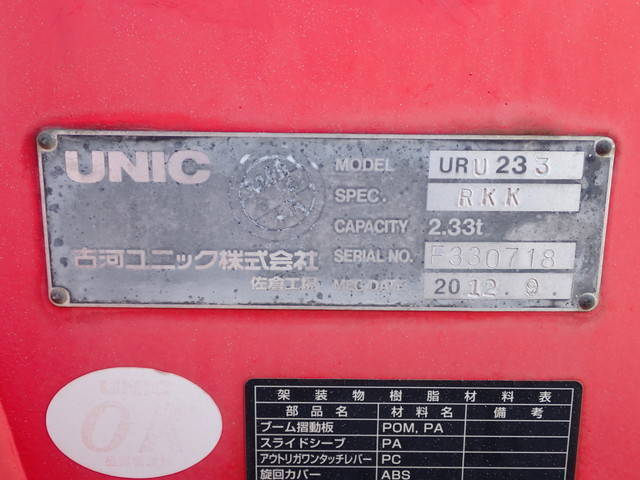 UNIC
MODEL URU233
SPEC. RKK
CAPACITY 2.33t
古河ユニック株式会社 SERIAL NO. F330718
佐倉工場 MFG.DATE 2012.9.
架装物樹脂材料表
部品名 材料名 備考
ブーム摺動板 POM, PA
スライドシーブ PA
アウトリガワンタッチレバー PC
旋回カバー ABS